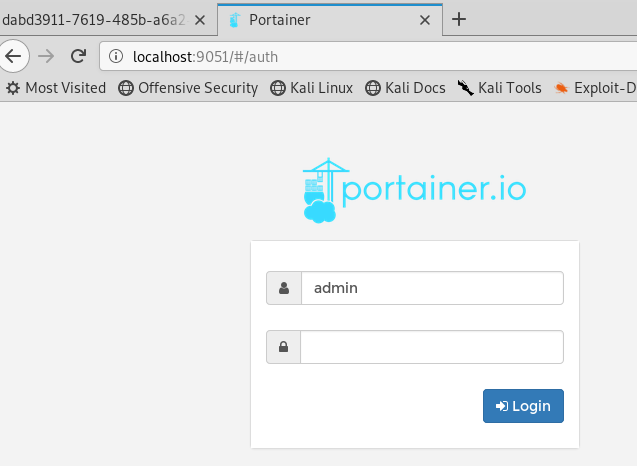 dabd3911-7619-485b-a6a2
Portainer
localhost:9051/#/auth
Most Visited Offensive Security Kali Linux Kali Docs Kali Tools Exploit-D
portainer.io
admin
Login